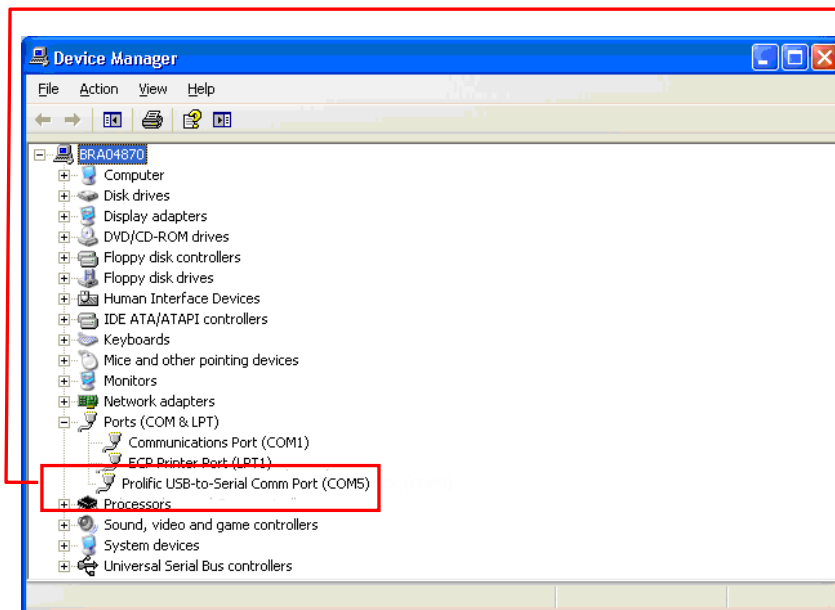 Device Manager
File Action View Help
BRA04870
Computer
Disk drives
Display adapters
DVD/CD-ROM drives
Floppy disk controllers
Floppy disk drives
Human Interface Devices
IDE ATA/ATAPI controllers
Keyboards
Mice and other pointing devices
Monitors
Network adapters
Ports (COM & LPT)
Communications Port (COM1)
ECP Printer Port (LPT1)
Prolific USB-to-Serial Comm Port (COM5)
Processors
Sound, video and game controllers
System devices
Universal Serial Bus controllers